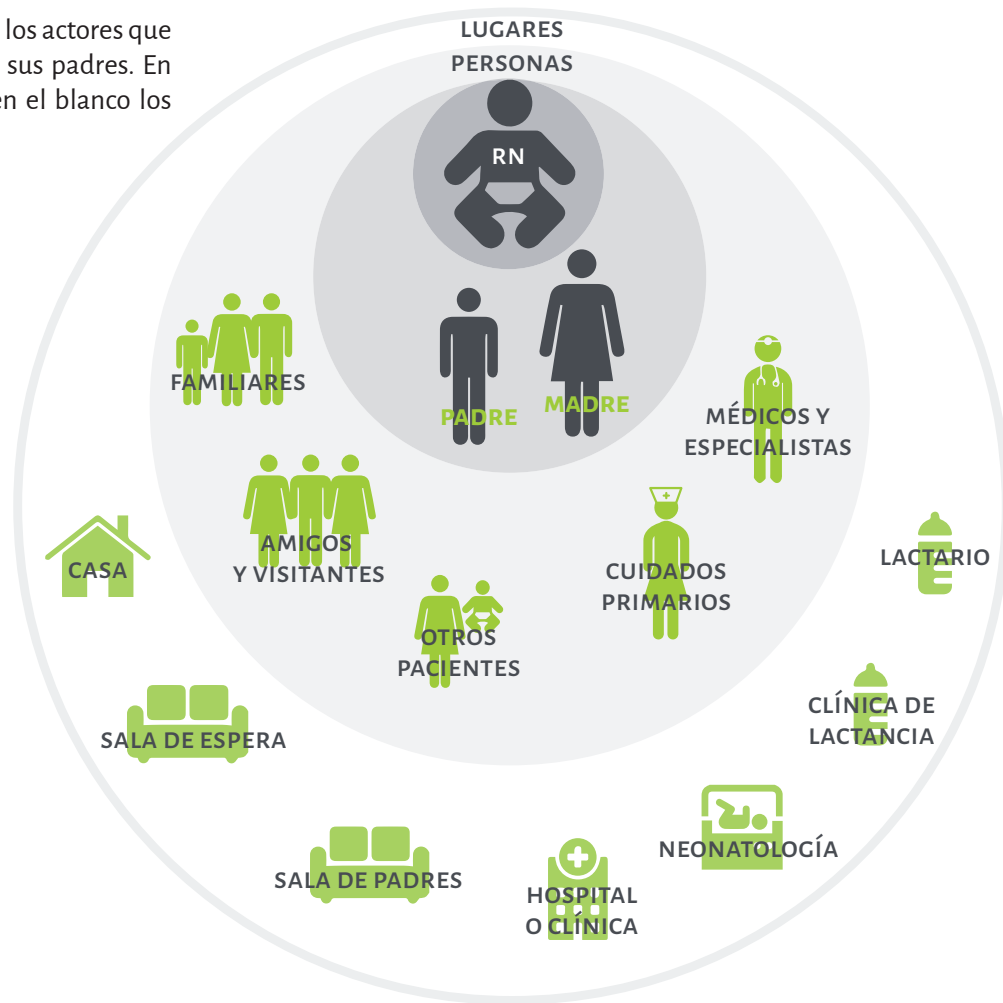 los actores que
sus padres. En
en el blanco los
LUGARES
PERSONAS
RN
PADRE
MADRE
FAMILIARES
MÉDICOS Y
ESPECIALISTAS
AMIGOS
Y VISITANTES
CUIDADOS
PRIMARIOS
OTROS
PACIENTES
CASA
LACTARIO
SALA DE ESPERA
CLÍNICA DE
LACTANCIA
SALA DE PADRES
HOSPITAL
O CLÍNICA
NEONATOLOGÍA